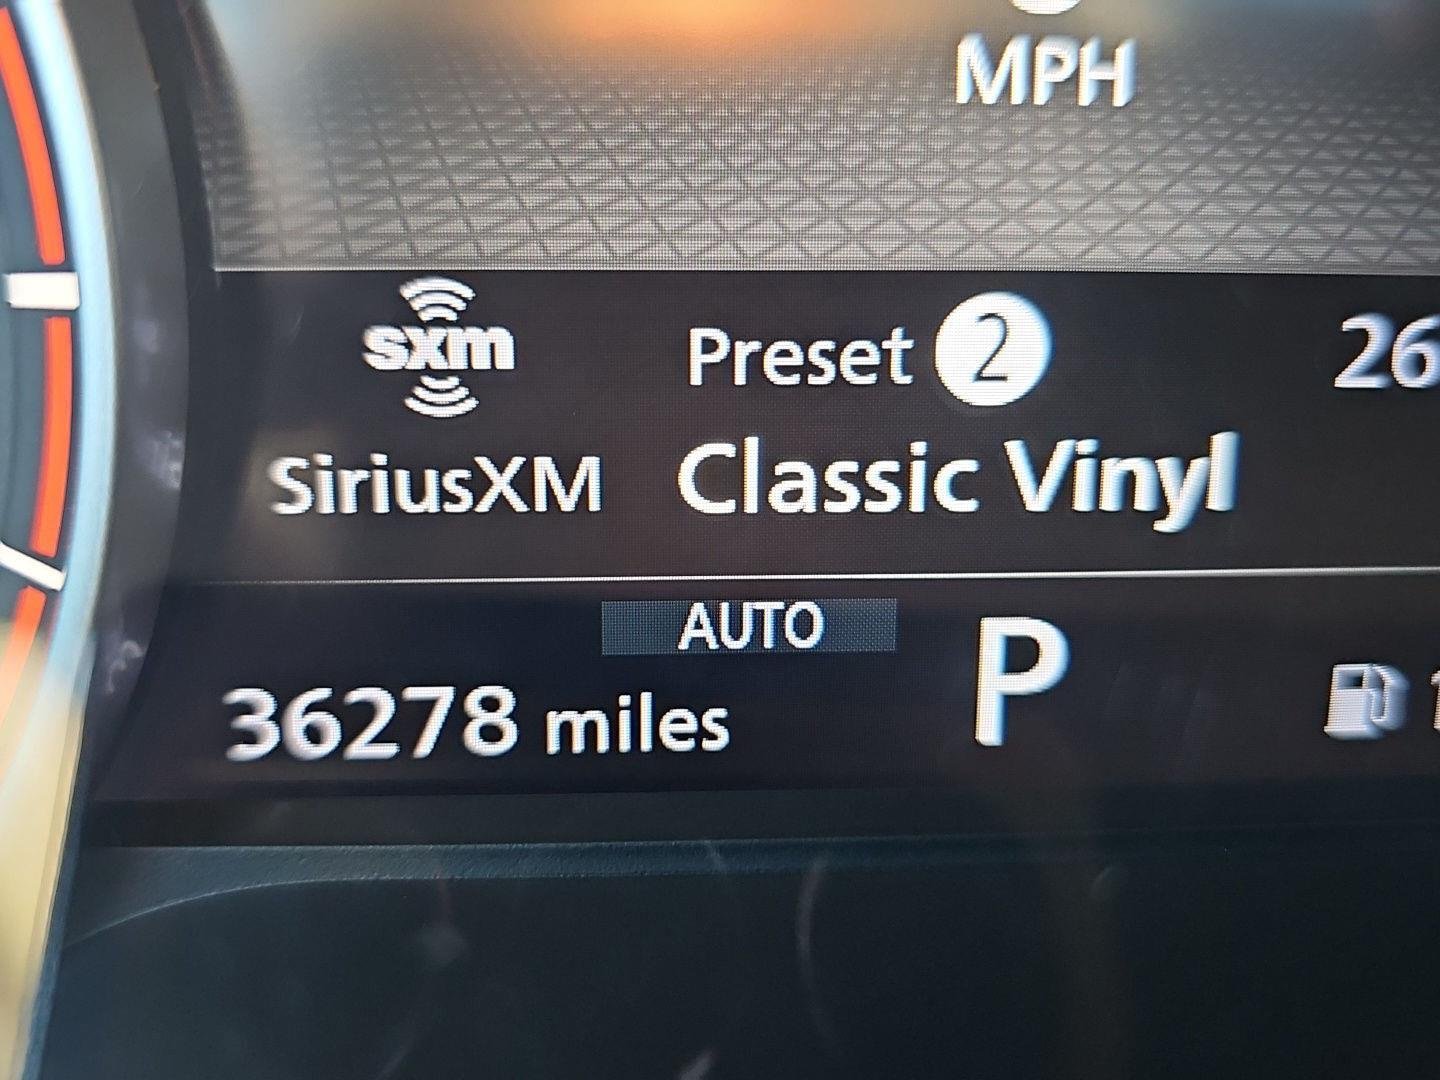 MPH
sxm
Preset 2
26
SiriusXM
Classic Vinyl
AUTO
P
36278 miles